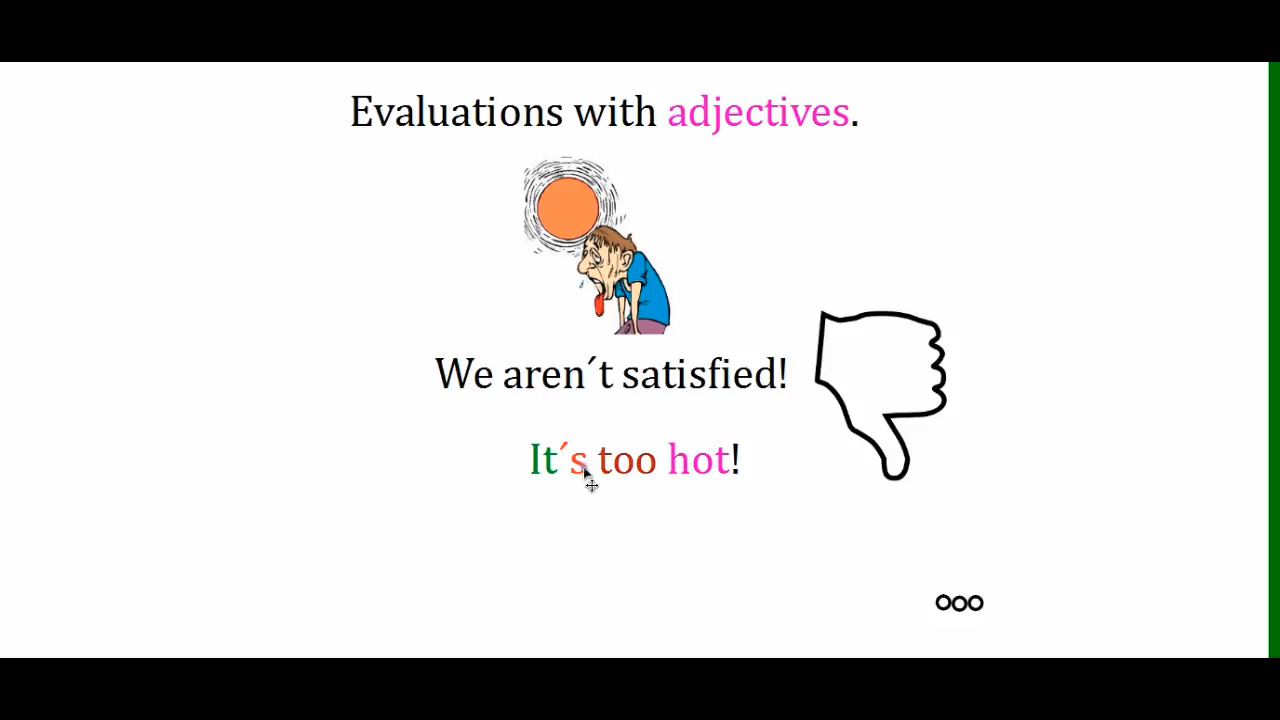 Evaluations with adjectives.
We aren´t satisfied!
It´s too hot!